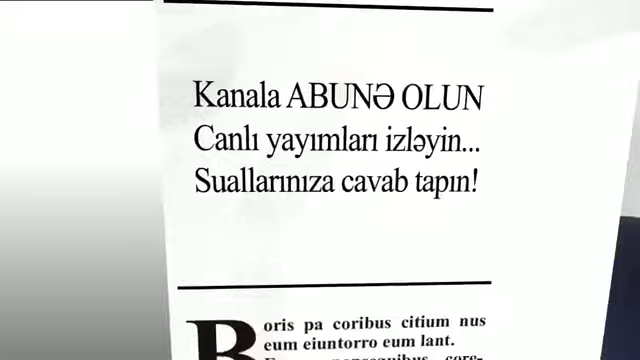 Kanala ABUNƏ OLUN
Canlı yayımları izləyin...
Suallarınıza cavab tapın!
Boris pa coribus citium nus
eum eiuntorro eum lant.